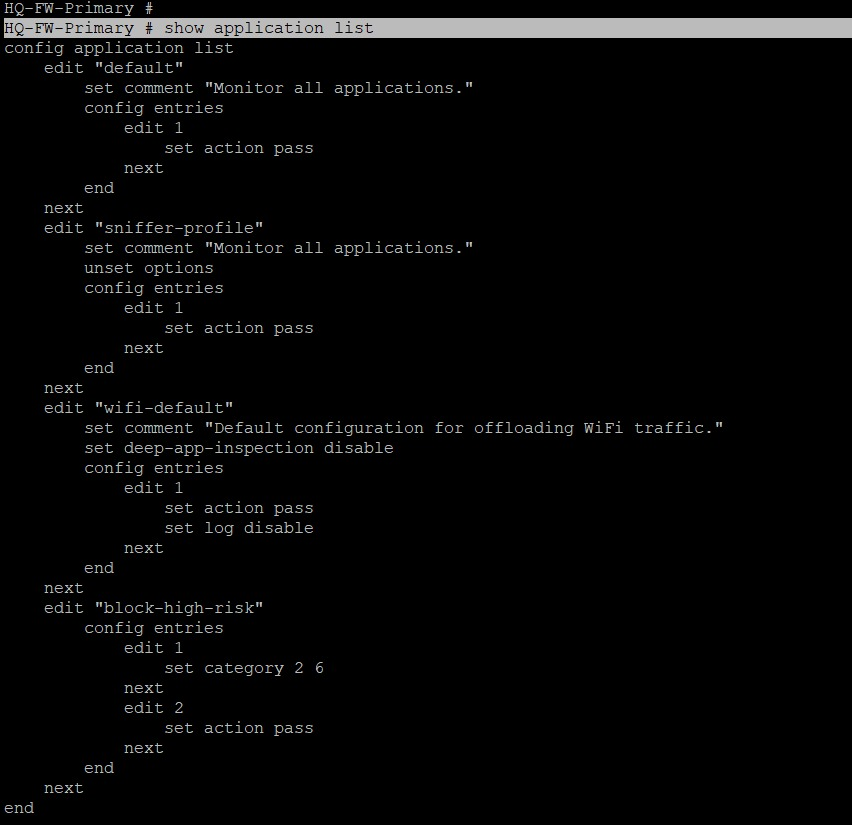 HQ-FW-Primary #
HQ-FW-Primary # show application list
config application list
    edit "default"
        set comment "Monitor all applications."
        config entries
            edit 1
                set action pass
            next
        end
    next
    edit "sniffer-profile"
        set comment "Monitor all applications."
        unset options
        config entries
            edit 1
                set action pass
            next
        end
    next
    edit "wifi-default"
        set comment "Default configuration for offloading WiFi traffic."
        set deep-app-inspection disable
        config entries
            edit 1
                set action pass
                set log disable
            next
        end
    next
    edit "block-high-risk"
        config entries
            edit 1
                set category 2 6
            next
            edit 2
                set action pass
            next
        end
    next
end